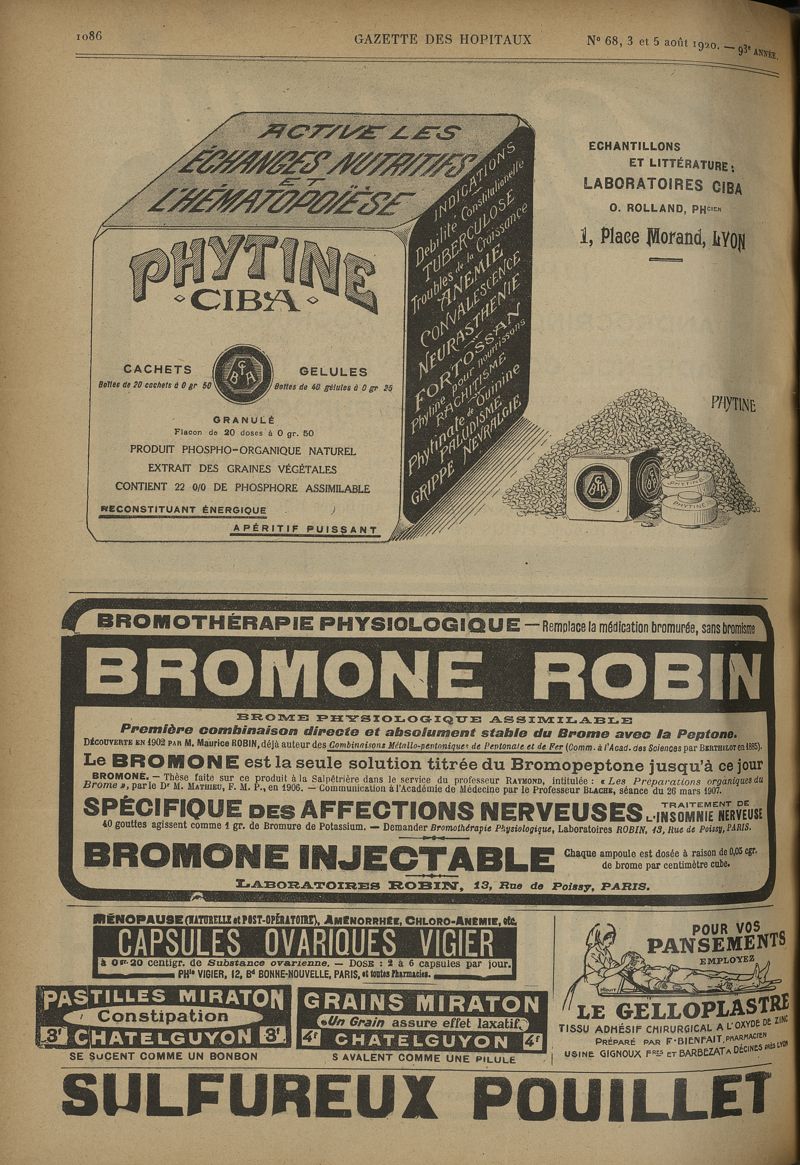 1086
GAZETTE DES HOPITAUX
N° 68, 3 et 5 août 1920. — 93e ANNÉE.
ACTIVE LES
ÉCHANGES NUTRITIFS
ET
L'HÉMATOPOIËSE
PHYTINE
CIBA
CACHETS
Boîtes de 20 cachets à 0 gr 50
CIBA
GELULES
Boîtes de 40 gélules à 0 gr 25
GRANULÉ
Flacon de 20 doses à 0 gr. 50
PRODUIT PHOSPHO-ORGANIQUE NATUREL
EXTRAIT DES GRAINES VÉGÉTALES
CONTIENT 22 0/0 DE PHOSPHORE ASSIMILABLE
RECONSTITUANT ÉNERGIQUE
APÉRITIF PUISSANT
INDICATIONS
Debilité Constitutionelle
TUBERCULOSE
Troubles de la Croissance
ANEMIE
CONVALESCENCE
NEURASTHENIE
FORTOSSAN
Phytine pour nourrissons
RACHITISME
Phytinate de Quinine
PALUDISME
GRIPPE NEVRALGIE
ECHANTILLONS
ET LITTÉRATURE :
LABORATOIRES CIBA
O. ROLLAND, PHCIEN
1, Place Morand, LYON
PHYTINE
CIBA
PHYTINE
BROMOTHÉRAPIE PHYSIOLOGIQUE — Remplace la médication bromurée, sans bromisme
BROMONE ROBIN
BROME PHYSIOLOGIQUE ASSIMILABLE
Première combinaison directe et absolument stable du Brome avec la Peptone.
DÉCOUVERTE EN 1902 PAR M. Maurice ROBIN, déjà auteur des Combinaisons Métallo-peptoniques de Peptonate et de Fer (Comm. à l'Acad. des Sciences par BERTHELOT en 1885).
Le BROMONE est la seule solution titrée du Bromopeptone jusqu'à ce jour
BROMONE. — Thèse faite sur ce produit à la Salpêtrière dans le service du professeur RAYMOND, intitulée : « Les Préparations organiques du
Brome », par le Dr M. MATHIEU, F. M. P., en 1906. — Communication à l'Académie de Médecine par le Professeur BLACHE, séance du 26 mars 1907.
SPÉCIFIQUE DES AFFECTIONS NERVEUSES
TRAITEMENT DE
L'INSOMNIE NERVEUSE
40 gouttes agissent comme 1 gr. de Bromure de Potassium. — Demander Bromothérapie Physiologique, Laboratoires ROBIN, 13, Rue de Poissy, PARIS.
BROMONE INJECTABLE
Chaque ampoule est dosée à raison de 0,05 cgr.
de brome par centimètre cube.
LABORATOIRES ROBIN, 13, Rue de Poissy, PARIS.
MÉNOPAUSE (NATURELLE et POST-OPÉRATOIRE), AMÉNORRHÉE, CHLORO-ANÉMIE, etc.
CAPSULES OVARIQUES VIGIER
à 0gr.20 centigr. de Substance ovarienne. — DOSE : 2 à 6 capsules par jour.
PHie VIGIER, 12, Bd BONNE-NOUVELLE, PARIS, et toutes Pharmacies.
PASTILLES MIRATON
Constipation
3f CHATELGUYON 3f
SE SUCENT COMME UN BONBON
GRAINS MIRATON
«Un Grain assure effet laxatif»
4f CHATELGUYON 4f
S AVALENT COMME UNE PILULE
POUR VOS
PANSEMENTS
EMPLOYEZ
LE GELLOPLASTRE
TISSU ADHÉSIF CHIRURGICAL A L'OXYDE DE ZINC
PRÉPARÉ PAR F. BIENFAIT, PHARMACIEN
USINE GIGNOUX FRES ET BARBEZAT A DÉCINES PRÈS LYON
SULFUREUX POUILLET